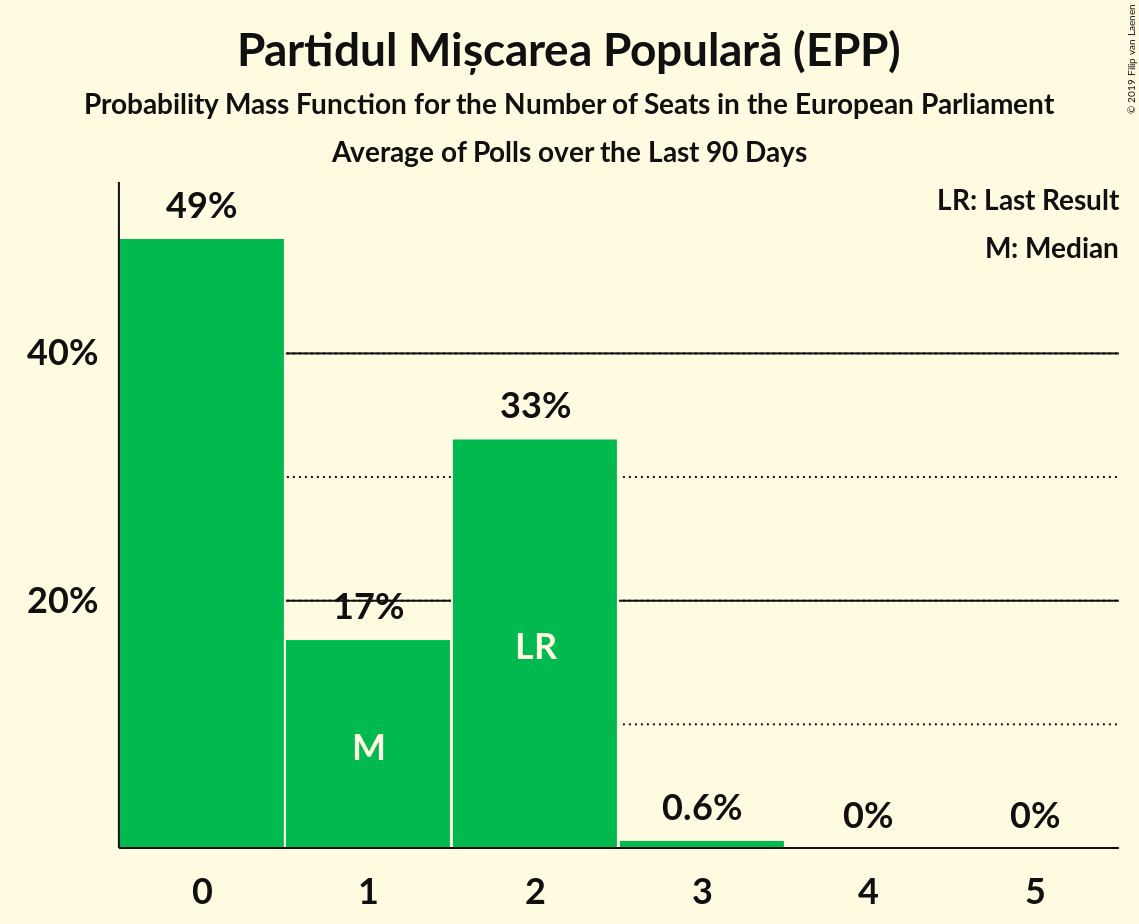 Partidul Mișcarea Populară (EPP)
Probability Mass Function for the Number of Seats in the European Parliament
Average of Polls over the Last 90 Days
© 2019 Filip van Laenen
LR: Last Result
M: Median
49%
40%
33%
20%
17%
LR
M
0.6%
0%
0%
0
1
2
3
4
5